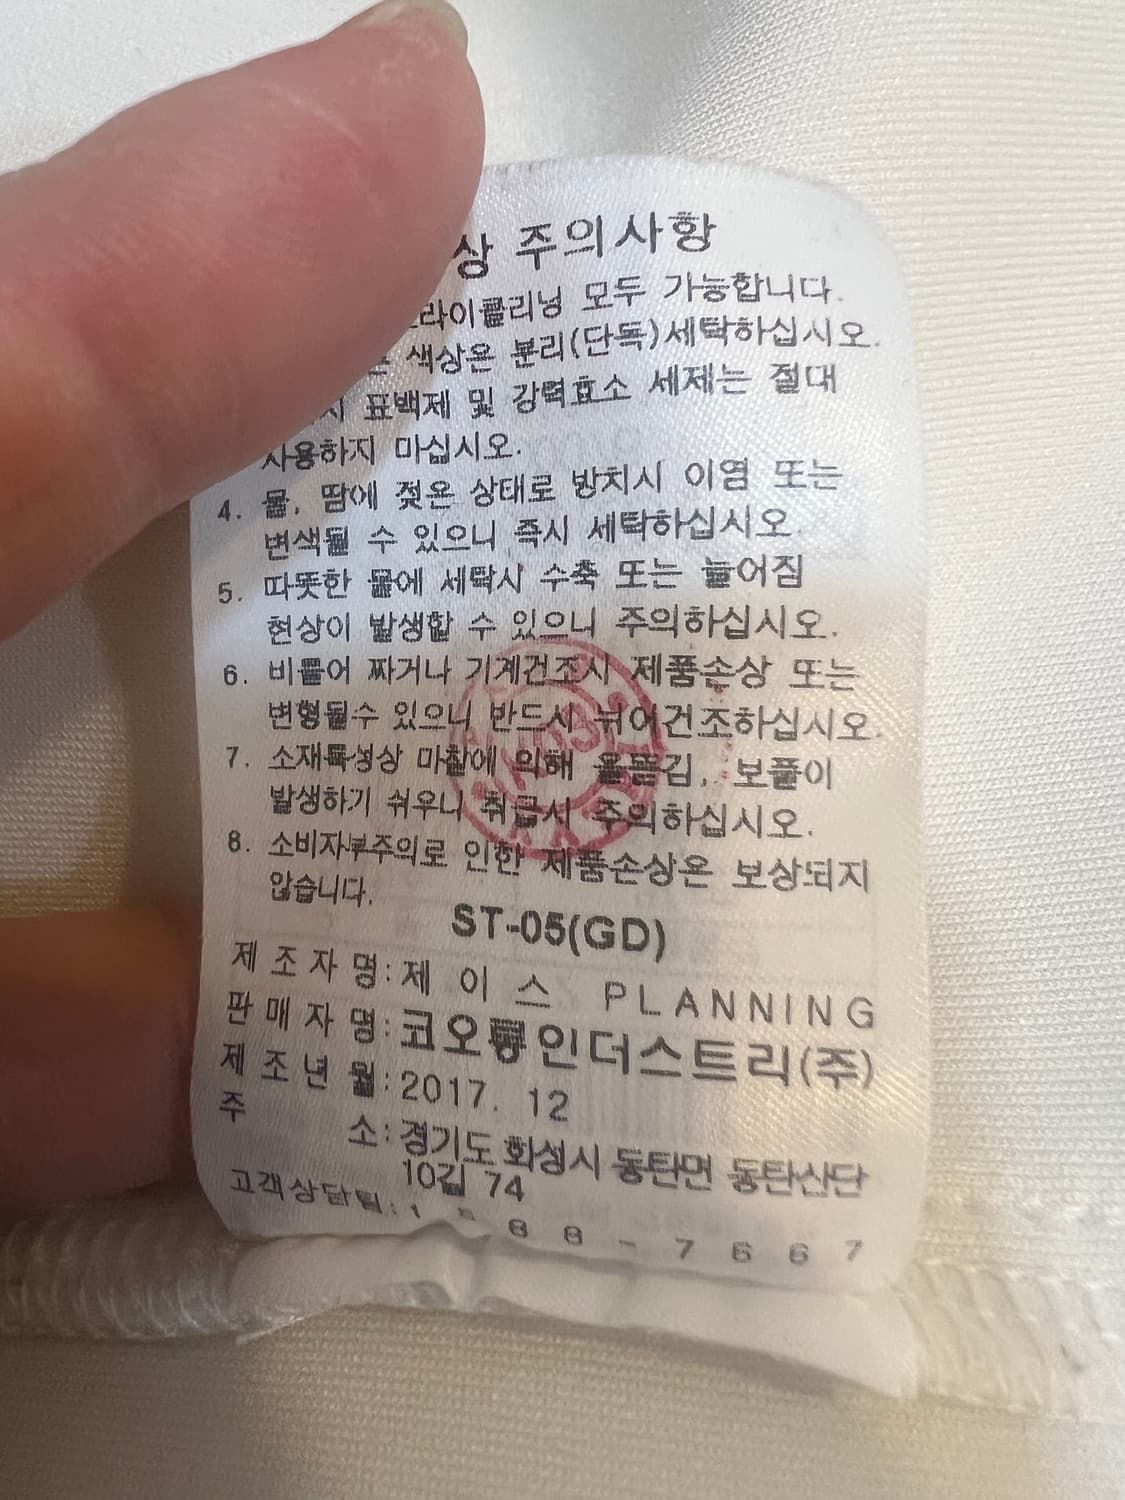 상 주의사항
라이클리닝 모두 가능합니다.
색상은 분리(단독)세탁하십시오.
표백제 및 강력효소 세제는 절대
사용하지 마십시오.
4. 물, 땀에 젖은 상태로 방치시 이염 또는
변색될 수 있으니 즉시 세탁하십시오.
5. 따뜻한 물에 세탁시 수축 또는 늘어짐
현상이 발생할 수 있으니 주의하십시오.
6. 비틀어 짜거나 기계건조시 제품손상 또는
변형될수 있으니 반드시 뉘어건조하십시오.
7. 소재특성상 마찰에 의해 올뜯김, 보풀이
발생하기 쉬우니 취급시 주의하십시오.
8. 소비자부주의로 인한 제품손상은 보상되지
않습니다.
ST-05(GD)
제 조 자 명 : 제 이 스 PLANNING
판 매 자 명 : 코오롱인더스트리(주)
제 조 년 월 : 2017. 12
주 소 : 경기도 화성시 동탄면 동탄산단
10길 74
고객상담팀 : 1 5 8 8 - 7 6 6 7